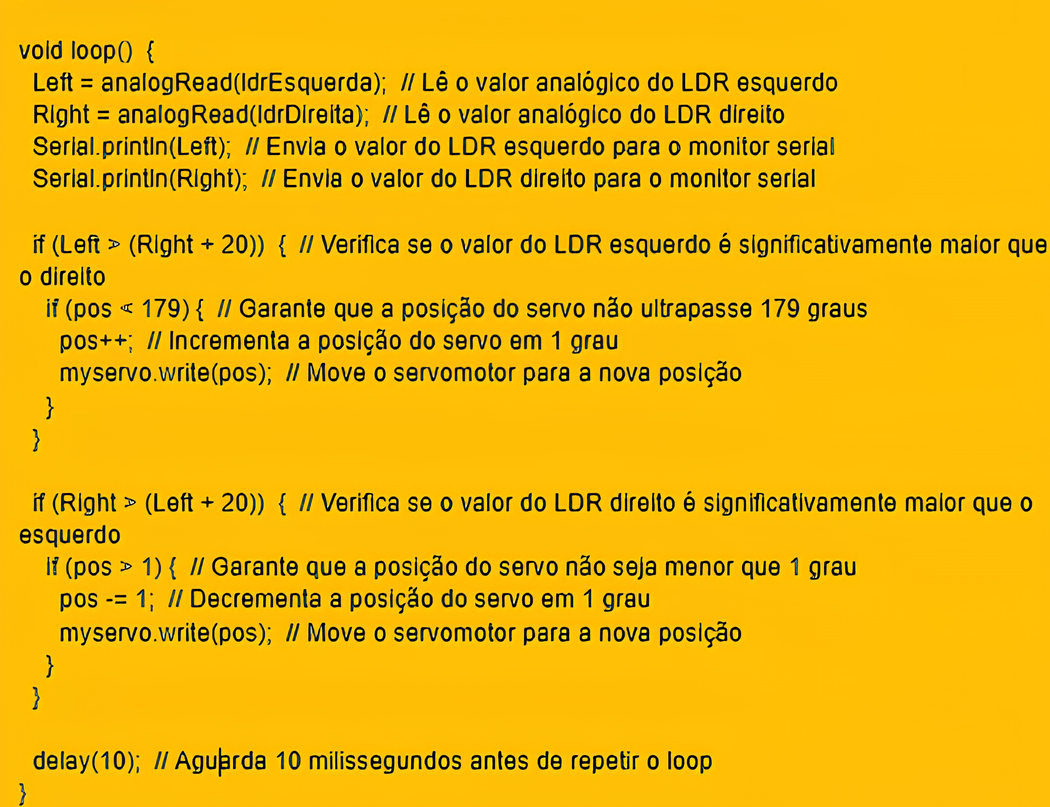 void loop() {
Left = analogRead(ldrEsquerda); // Lê o valor analógico do LDR esquerdo
Right = analogRead(ldrDireita); // Lê o valor analógico do LDR direito
Serial.println(Left); // Envia o valor do LDR esquerdo para o monitor serial
Serial.println(Right); // Envia o valor do LDR direito para o monitor serial
if (Left > (Right + 20)) { // Verifica se o valor do LDR esquerdo é significativamente maior que
o direito
if (pos < 179) { // Garante que a posição do servo não ultrapasse 179 graus
pos++; // Incrementa a posição do servo em 1 grau
myservo.write(pos); // Move o servomotor para a nova posição
}
}
if (Right > (Left + 20)) { // Verifica se o valor do LDR direito é significativamente maior que o
esquerdo
if (pos > 1) { // Garante que a posição do servo não seja menor que 1 grau
pos -= 1; // Decrementa a posição do servo em 1 grau
myservo.write(pos); // Move o servomotor para a nova posição
}
}
delay(10); // Aguarda 10 milissegundos antes de repetir o loop
}